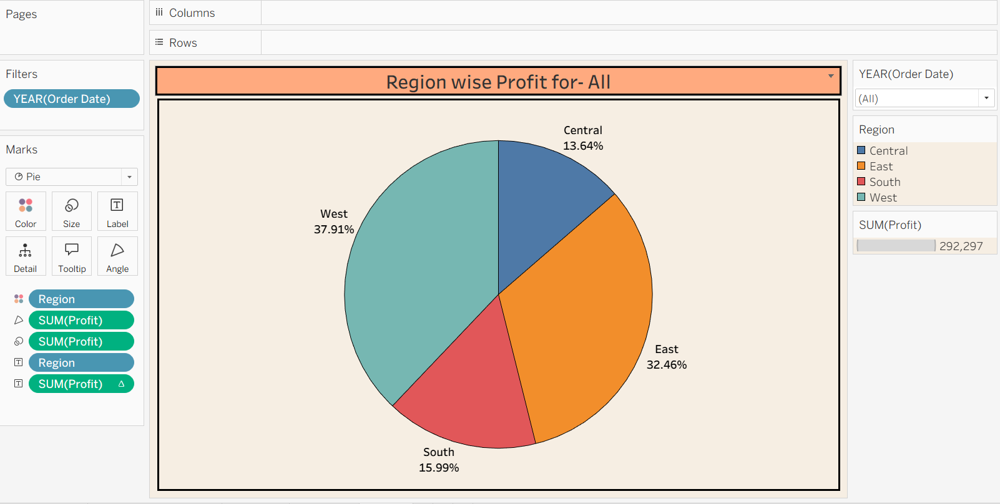 Pages
Columns
Rows
Filters
YEAR(Order Date)
Marks
Pie
Color
Size
Label
Detail
Tooltip
Angle
Region
SUM(Profit)
SUM(Profit)
Region
SUM(Profit) Δ
Region wise Profit for- All
Central
13.64%
West
37.91%
East
32.46%
South
15.99%
YEAR(Order Date)
(All)
Region
Central
East
South
West
SUM(Profit)
292,297